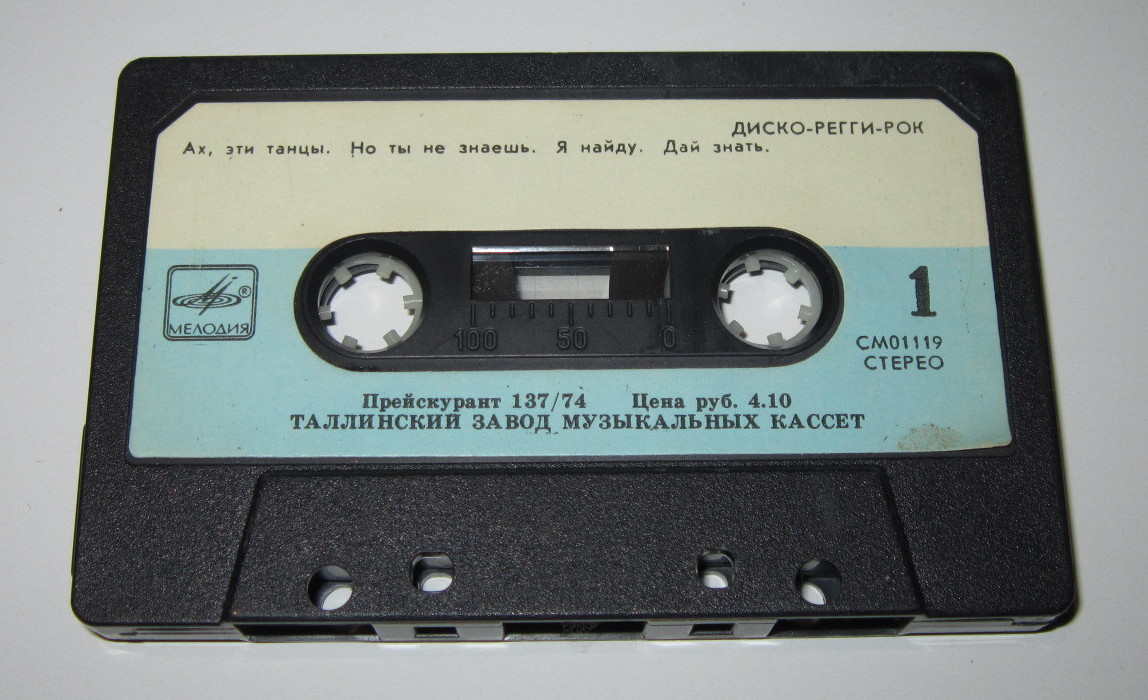 ДИСКО-РЕГГИ-РОК
Ах, эти танцы. Но ты не знаешь. Я найду. Дай знать.
® 
МЕЛОДИЯ
1
100 50 0
СМ01119
СТЕРЕО
Прейскурант 137/74 Цена руб. 4.10
ТАЛЛИНСКИЙ ЗАВОД МУЗЫКАЛЬНЫХ КАССЕТ